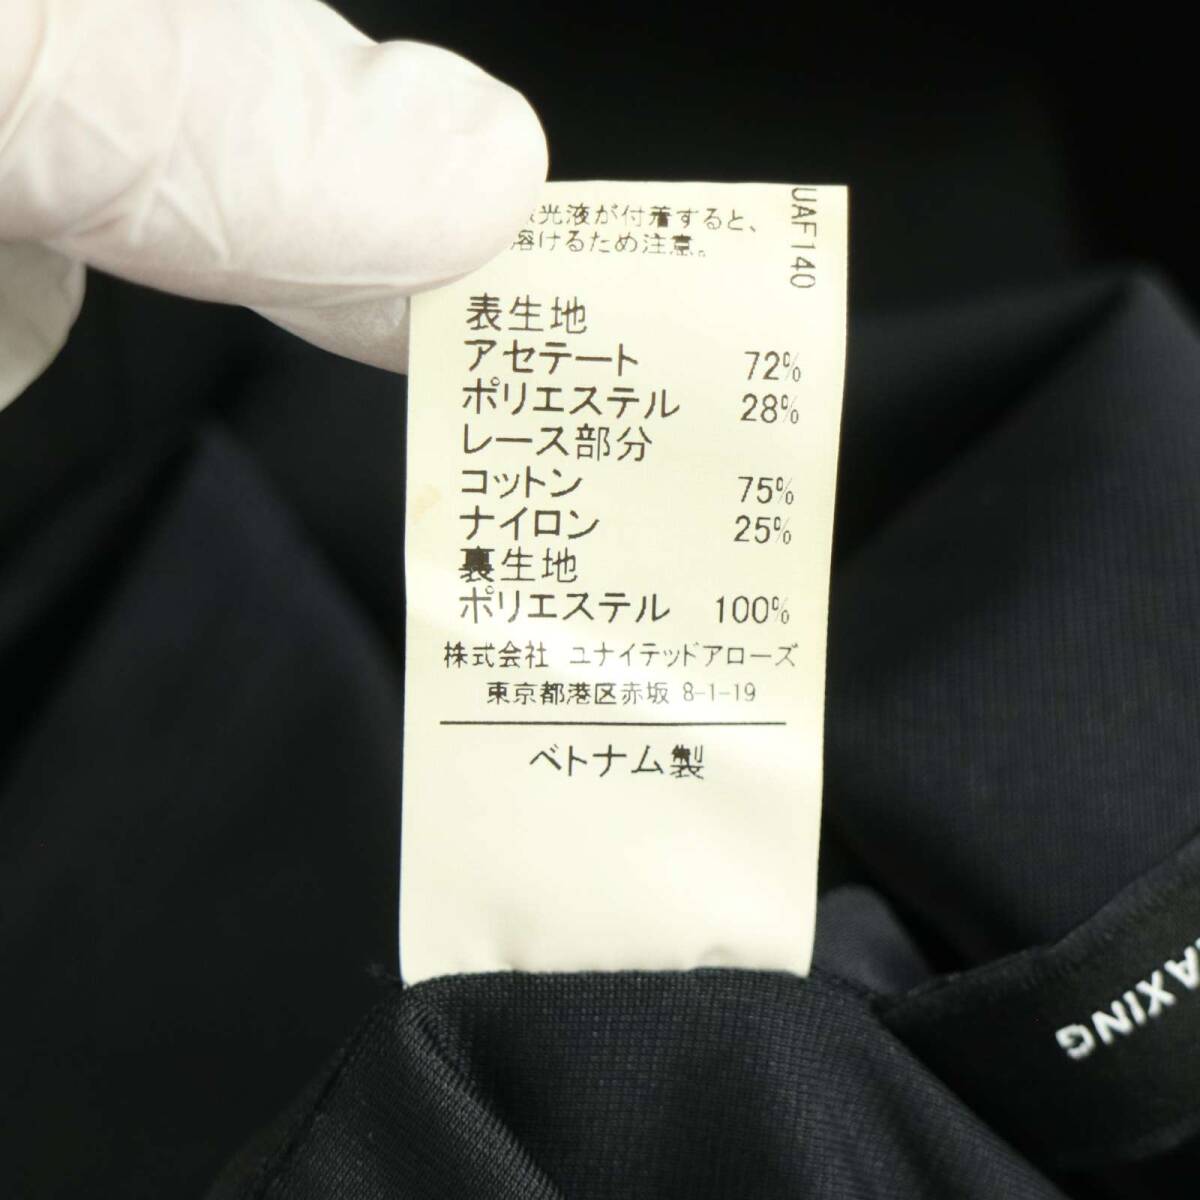 光液が付着すると、
溶けるため注意。
UAF140
表生地
アセテート 72%
ポリエステル 28%
レース部分
コットン 75%
ナイロン 25%
裏生地
ポリエステル 100%
株式会社 ユナイテッドアローズ
東京都港区赤坂 8-1-19
ベトナム製
AXING